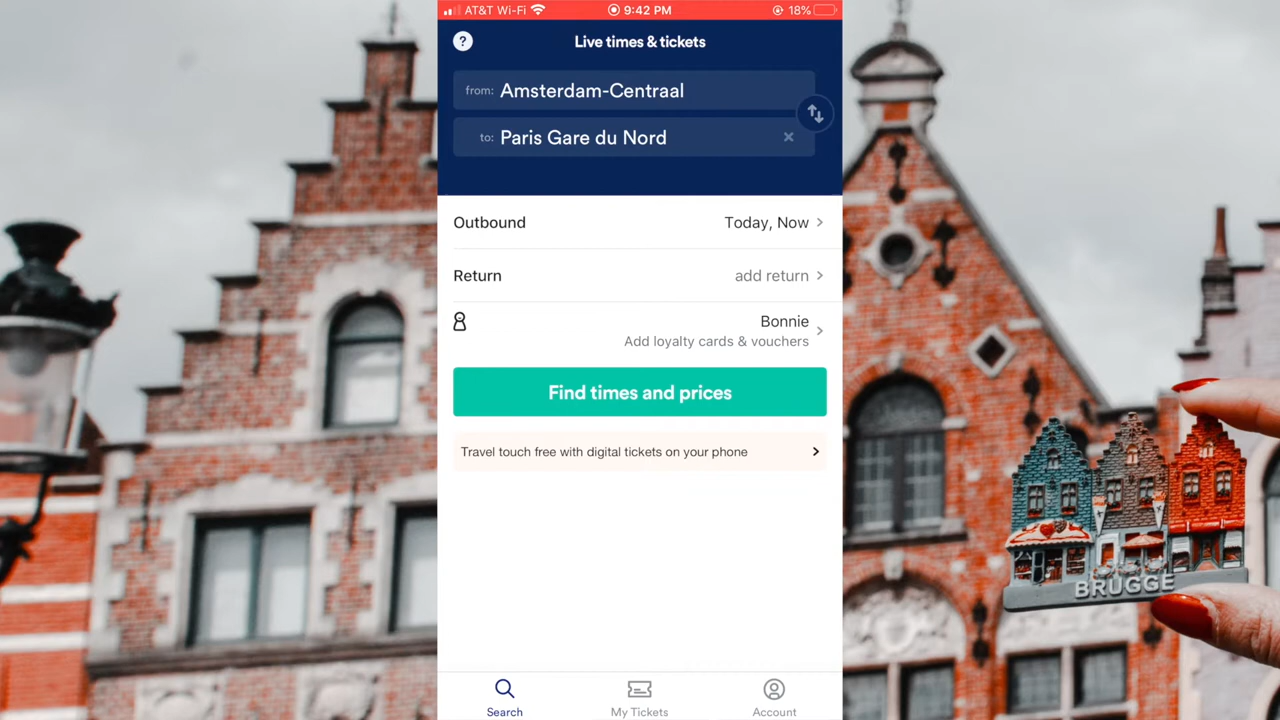 AT&T Wi-Fi 9:42 PM 18%
? Live times & tickets
from: Amsterdam-Centraal
to: Paris Gare du Nord
Outbound Today, Now
Return add return
Bonnie
Add loyalty cards & vouchers
Find times and prices
Travel touch free with digital tickets on your phone
Search My Tickets Account
BRUGGE